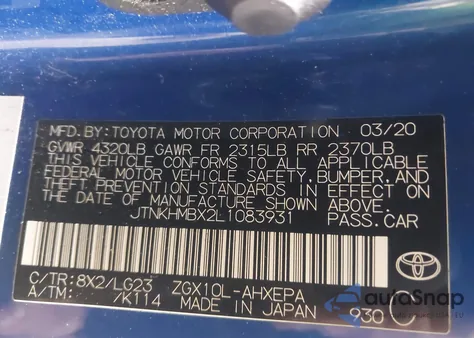 MFD. BY: TOYOTA MOTOR CORPORATION 03/20
GVWR 4320LB GAWR FR 2315LB RR 2370LB
THIS VEHICLE CONFORMS TO ALL APPLICABLE
FEDERAL MOTOR VEHICLE SAFETY, BUMPER, AND
THEFT PREVENTION STANDARDS IN EFFECT ON
THE DATE OF MANUFACTURE SHOWN ABOVE.
JTNKHMBX2L1083931 PASS.CAR
C/TR: 8X2/LG23 ZGX10L-AHXEPA
A/TM: /K114 MADE IN JAPAN 930C
TOYOTA
autoSnap